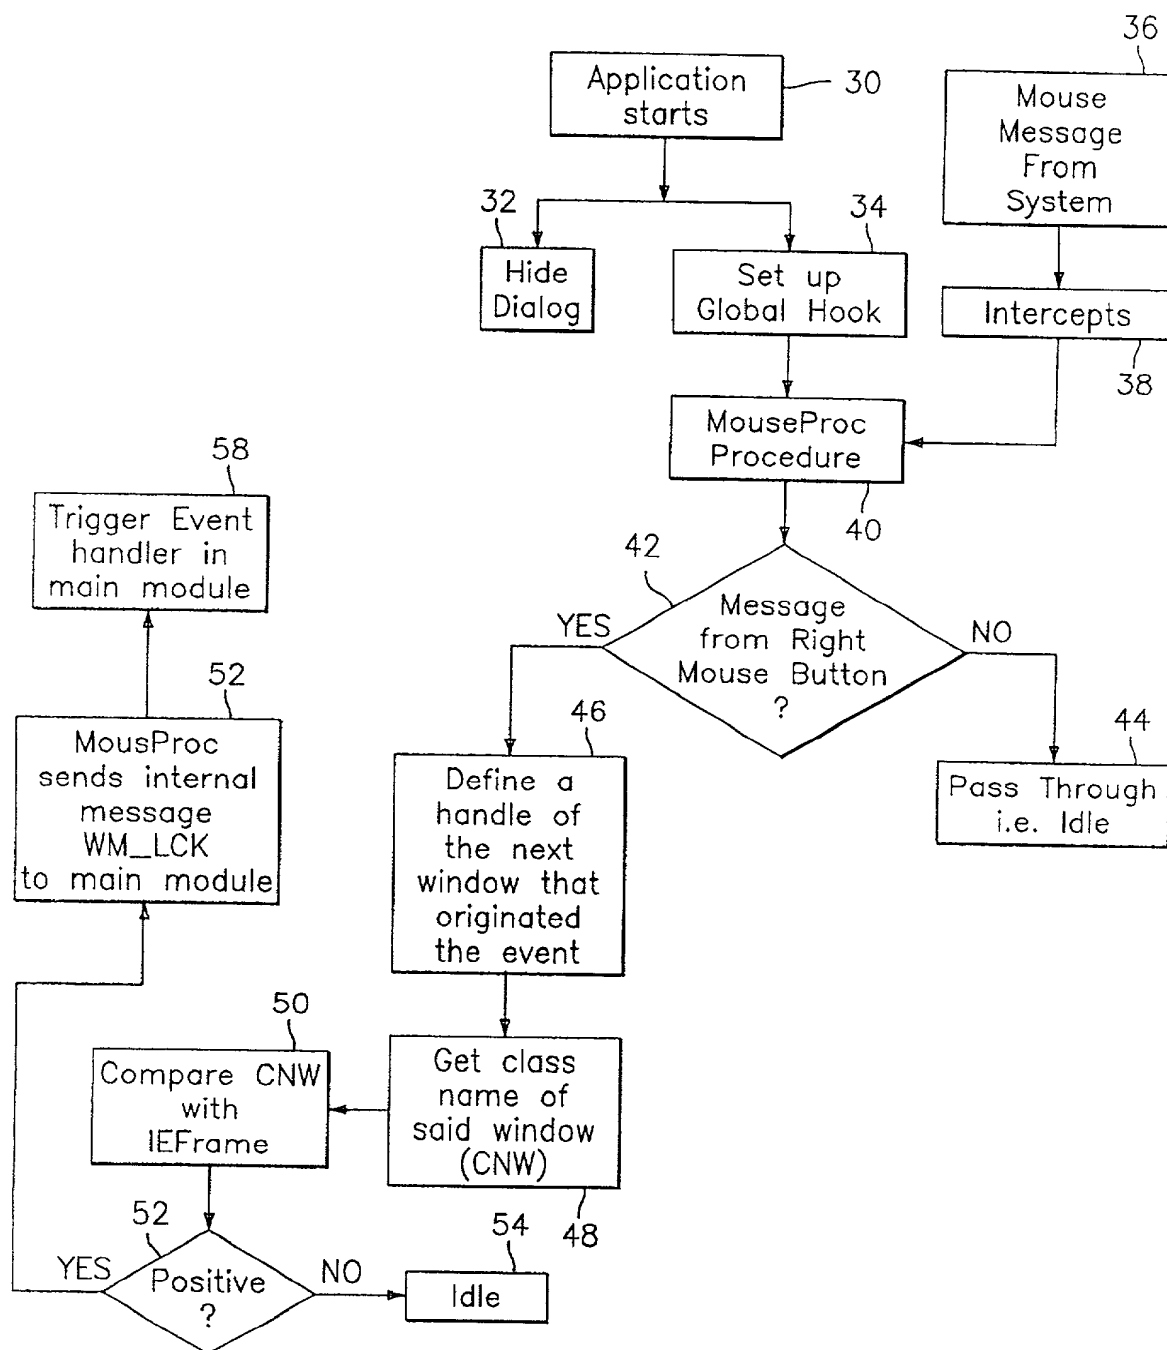 36
Application
starts
30
Mouse
Message
From
System
32
34
Hide
Dialog
Set up
Global Hook
Intercepts
38
MouseProc
Procedure
40
58
Trigger Event
handler in
main module
42
Message
from Right
Mouse Button
?
YES
NO
52
MousProc
sends internal
message
WM_LCK
to main module
46
Define a
handle of
the next
window that
originated
the event
44
Pass Through
i.e. Idle
50
Compare CNW
with
IEFrame
Get class
name of
said window
(CNW)
48
52
Positive
?
YES
NO
54
Idle